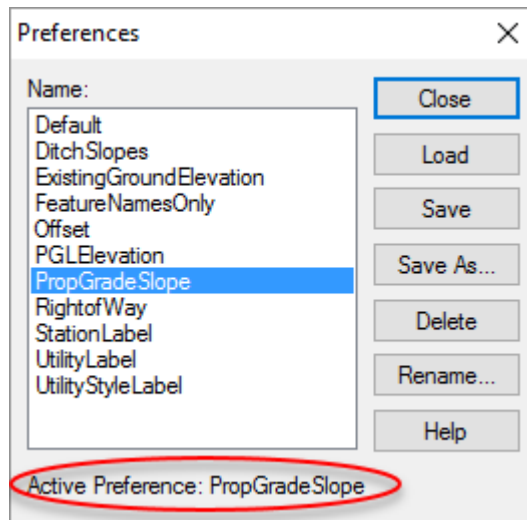 Preferences
Name:
Default
DitchSlopes
ExistingGroundElevation
FeatureNamesOnly
Offset
PGLElevation
PropGradeSlope
RightofWay
StationLabel
UtilityLabel
UtilityStyleLabel
Close
Load
Save
Save As...
Delete
Rename...
Help
Active Preference: PropGradeSlope